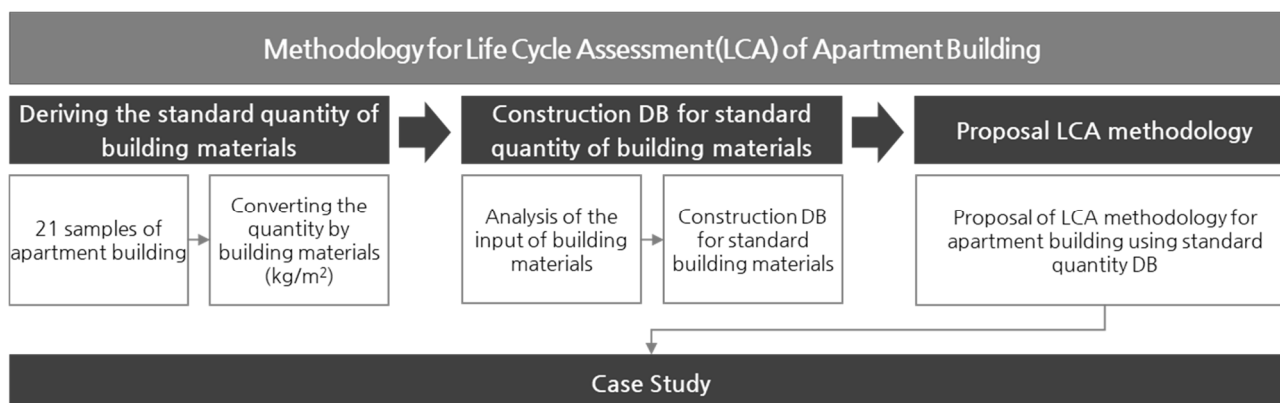 Methodology for Life Cycle Assessment(LCA) of Apartment Building
Deriving the standard quantity of
building materials
Construction DB for standard
quantity of building materials
Proposal LCA methodology
21 samples of
apartment building
Converting the
quantity by
building materials
(kg/m²)
Analysis of the
input of building
materials
Construction DB
for standard
building materials
Proposal of LCA methodology for
apartment building using standard
quantity DB
Case Study